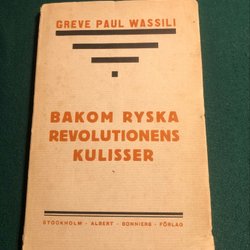 GREVE PAUL WASSILI
BAKOM RYSKA
REVOLUTIONENS
KULISSER
STOCKHOLM - ALBERT - BONNIERS - FÖRLAG